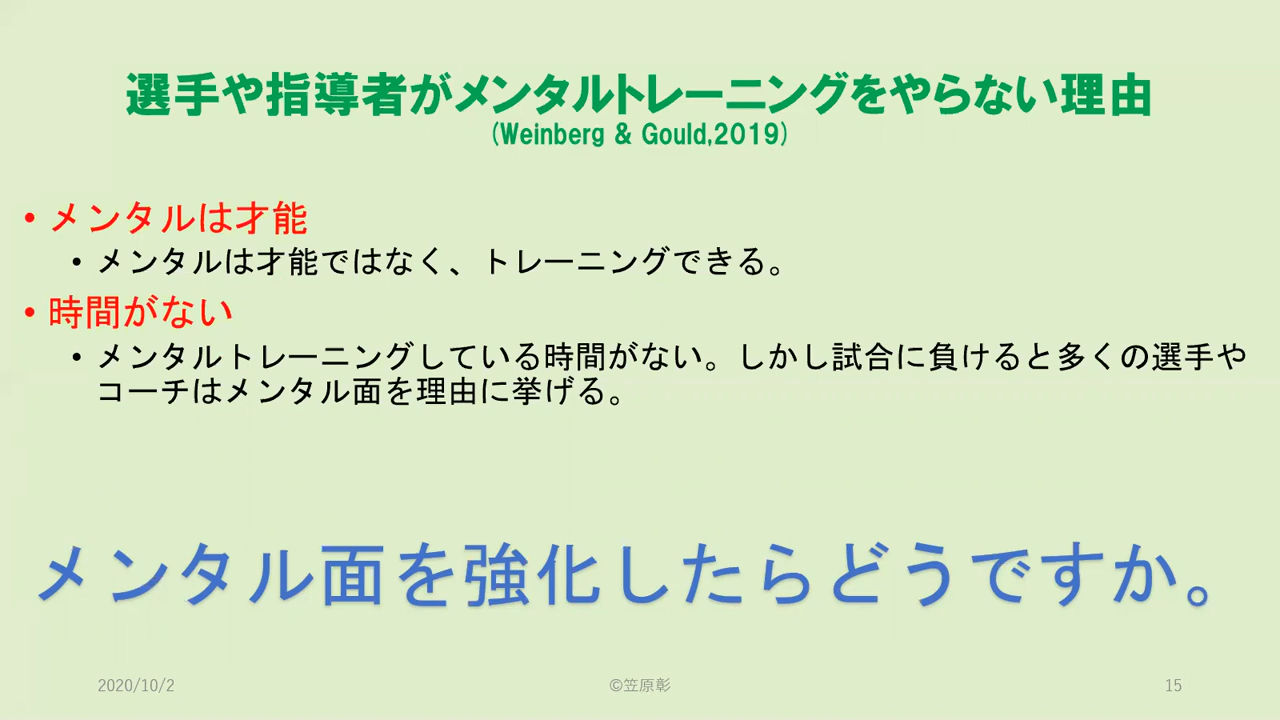 選手や指導者がメンタルトレーニングをやらない理由
(Weinberg & Gould,2019)
• メンタルは才能
• メンタルは才能ではなく、トレーニングできる。
• 時間がない
• メンタルトレーニングしている時間がない。しかし試合に負けると多くの選手や
コーチはメンタル面を理由に挙げる。
メンタル面を強化したらどうですか。
2020/10/2
©笠原彰
15